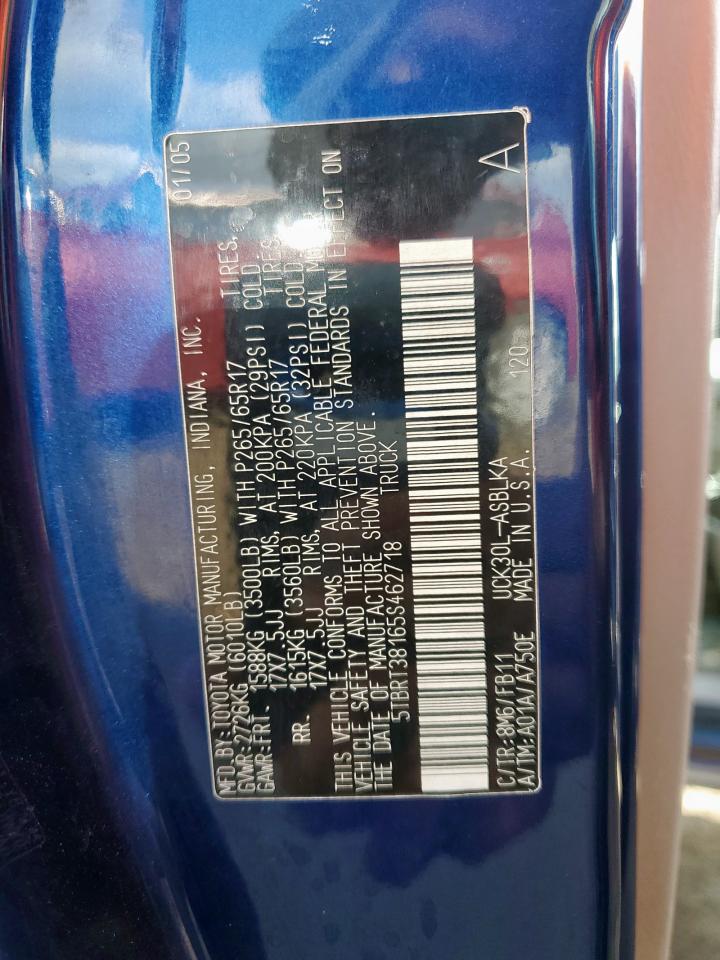 MFD.BY:TOYOTA MOTOR MANUFACTURING, INDIANA, INC. 01/05
GVWR:2726KG (6010LB)
GAWR:FRT. 1588KG (3500LB) WITH P265/65R17 TIRES,
17X7.5JJ RIMS, AT 200KPA (29PSI) COLD
RR. 1615KG (3560LB) WITH P265/65R17 TIRES,
17X7.5JJ RIMS, AT 220KPA (32PSI) COLD
THIS VEHICLE CONFORMS TO ALL APPLICABLE FEDERAL MOTOR
VEHICLE SAFETY AND THEFT PREVENTION STANDARDS IN EFFECT ON
THE DATE OF MANUFACTURE SHOWN ABOVE.
5TBRT38165S462718 TRUCK
C/TR:8M6/FB11 UCK30L-ASBLKA 120 A
A/TM:A01A/A750E MADE IN U.S.A.